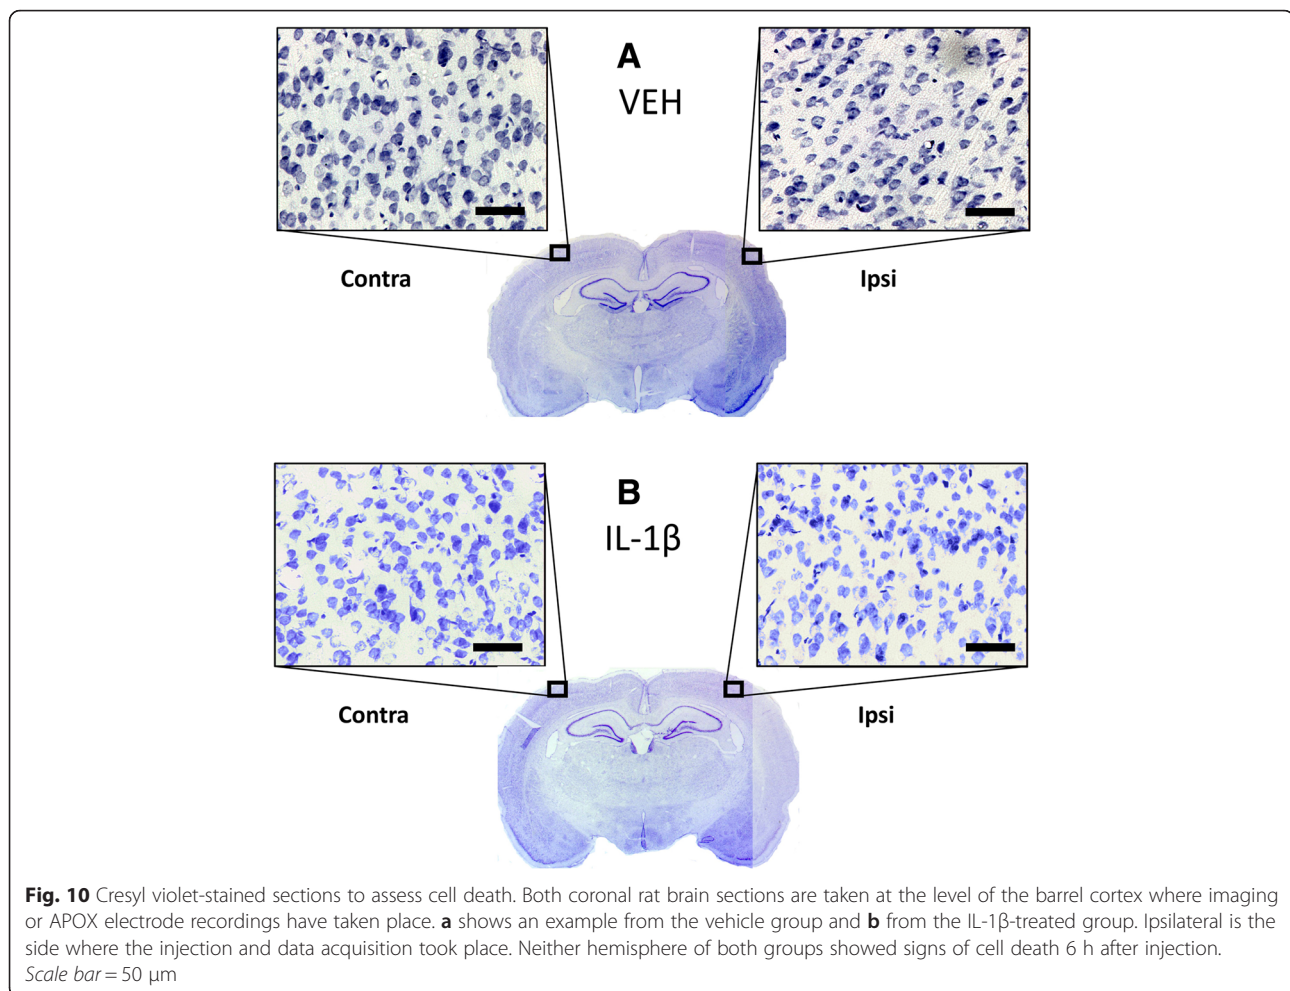 A
VEH
Contra
Ipsi
B
IL-1β
Contra
Ipsi
Fig. 10 Cresyl violet-stained sections to assess cell death. Both coronal rat brain sections are taken at the level of the barrel cortex where imaging
or APOX electrode recordings have taken place. a shows an example from the vehicle group and b from the IL-1β-treated group. Ipsilateral is the
side where the injection and data acquisition took place. Neither hemisphere of both groups showed signs of cell death 6 h after injection.
Scale bar = 50 μm